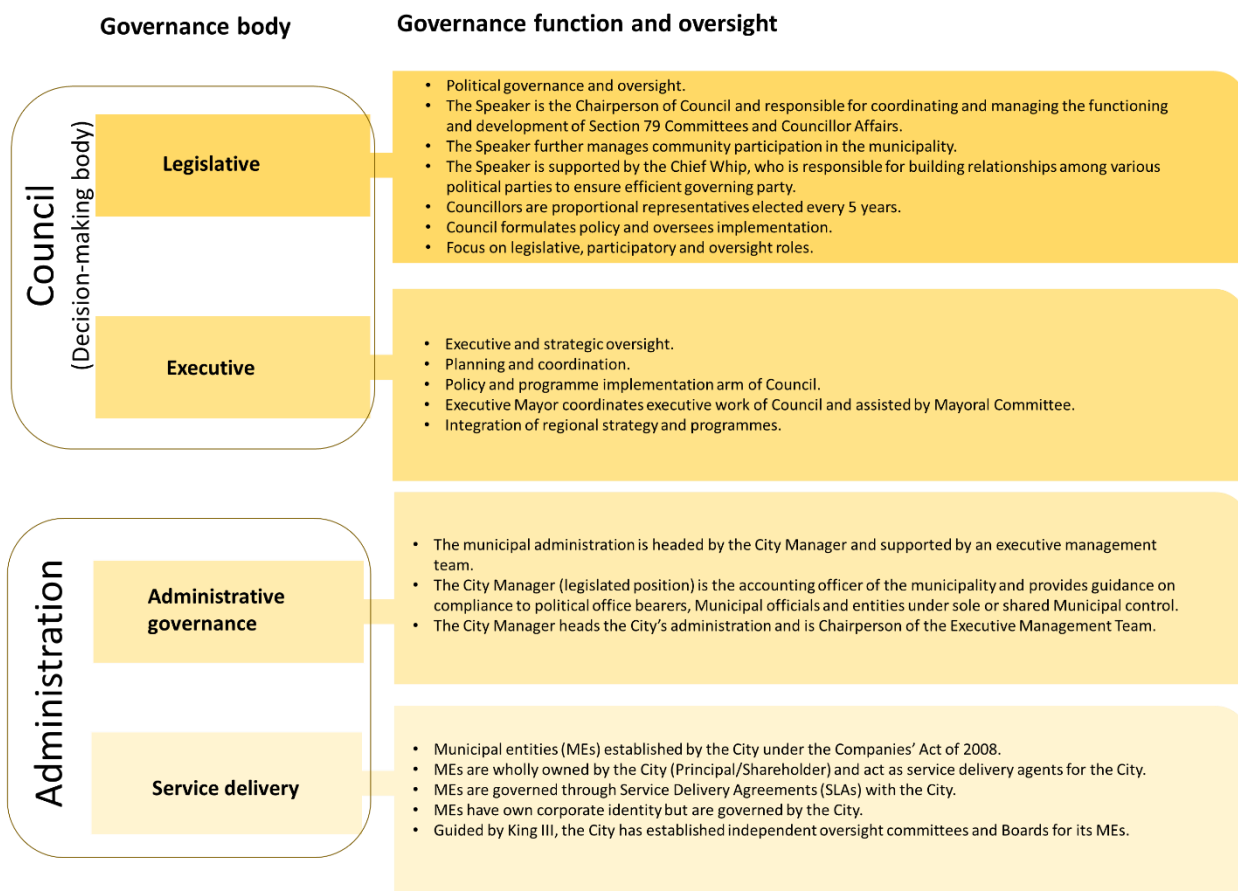 Governance body
Governance function and oversight
Council
(Decision-making body)
Legislative
• Political governance and oversight.
• The Speaker is the Chairperson of Council and responsible for coordinating and managing the functioning
and development of Section 79 Committees and Councillor Affairs.
• The Speaker further manages community participation in the municipality.
• The Speaker is supported by the Chief Whip, who is responsible for building relationships among various
political parties to ensure efficient governing party.
• Councillors are proportional representatives elected every 5 years.
• Council formulates policy and oversees implementation.
• Focus on legislative, participatory and oversight roles.
Executive
• Executive and strategic oversight.
• Planning and coordination.
• Policy and programme implementation arm of Council.
• Executive Mayor coordinates executive work of Council and assisted by Mayoral Committee.
• Integration of regional strategy and programmes.
Administration
Administrative
governance
• The municipal administration is headed by the City Manager and supported by an executive management
team.
• The City Manager (legislated position) is the accounting officer of the municipality and provides guidance on
compliance to political office bearers, Municipal officials and entities under sole or shared Municipal control.
• The City Manager heads the City’s administration and is Chairperson of the Executive Management Team.
Service delivery
• Municipal entities (MEs) established by the City under the Companies’ Act of 2008.
• MEs are wholly owned by the City (Principal/Shareholder) and act as service delivery agents for the City.
• MEs are governed through Service Delivery Agreements (SLAs) with the City.
• MEs have own corporate identity but are governed by the City.
• Guided by King III, the City has established independent oversight committees and Boards for its MEs.